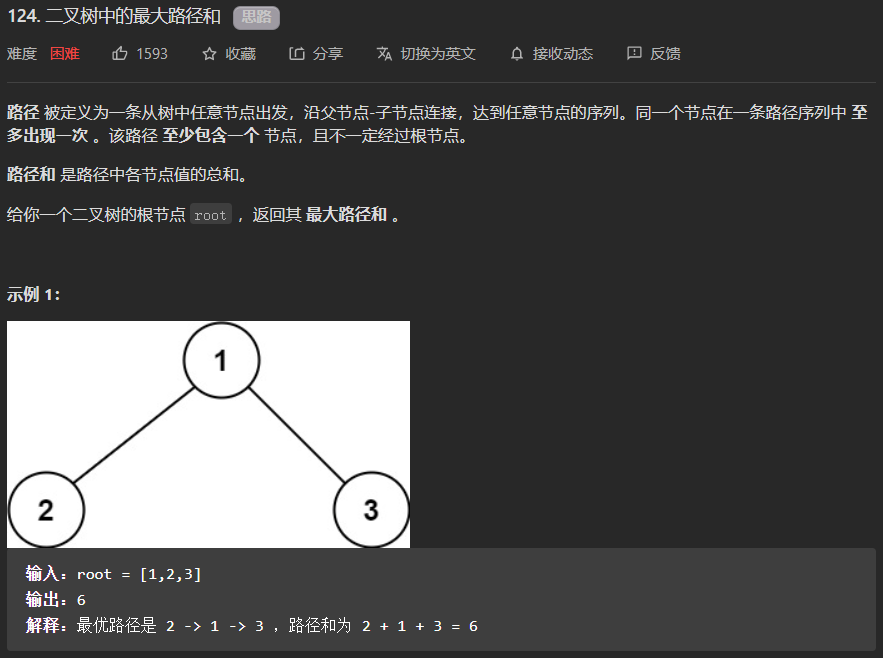 124. 二叉树中的最大路径和 思路
难度 困难 1593 收藏 分享 切换为英文 接收动态 反馈
路径 被定义为一条从树中任意节点出发，沿父节点-子节点连接，达到任意节点的序列。同一个节点在一条路径序列中 至
多出现一次 。该路径 至少包含一个 节点，且不一定经过根节点。
路径和 是路径中各节点值的总和。
给你一个二叉树的根节点 root ，返回其 最大路径和 。
示例 1：
1
2 3
输入：root = [1,2,3]
输出：6
解释：最优路径是 2 -> 1 -> 3 ，路径和为 2 + 1 + 3 = 6